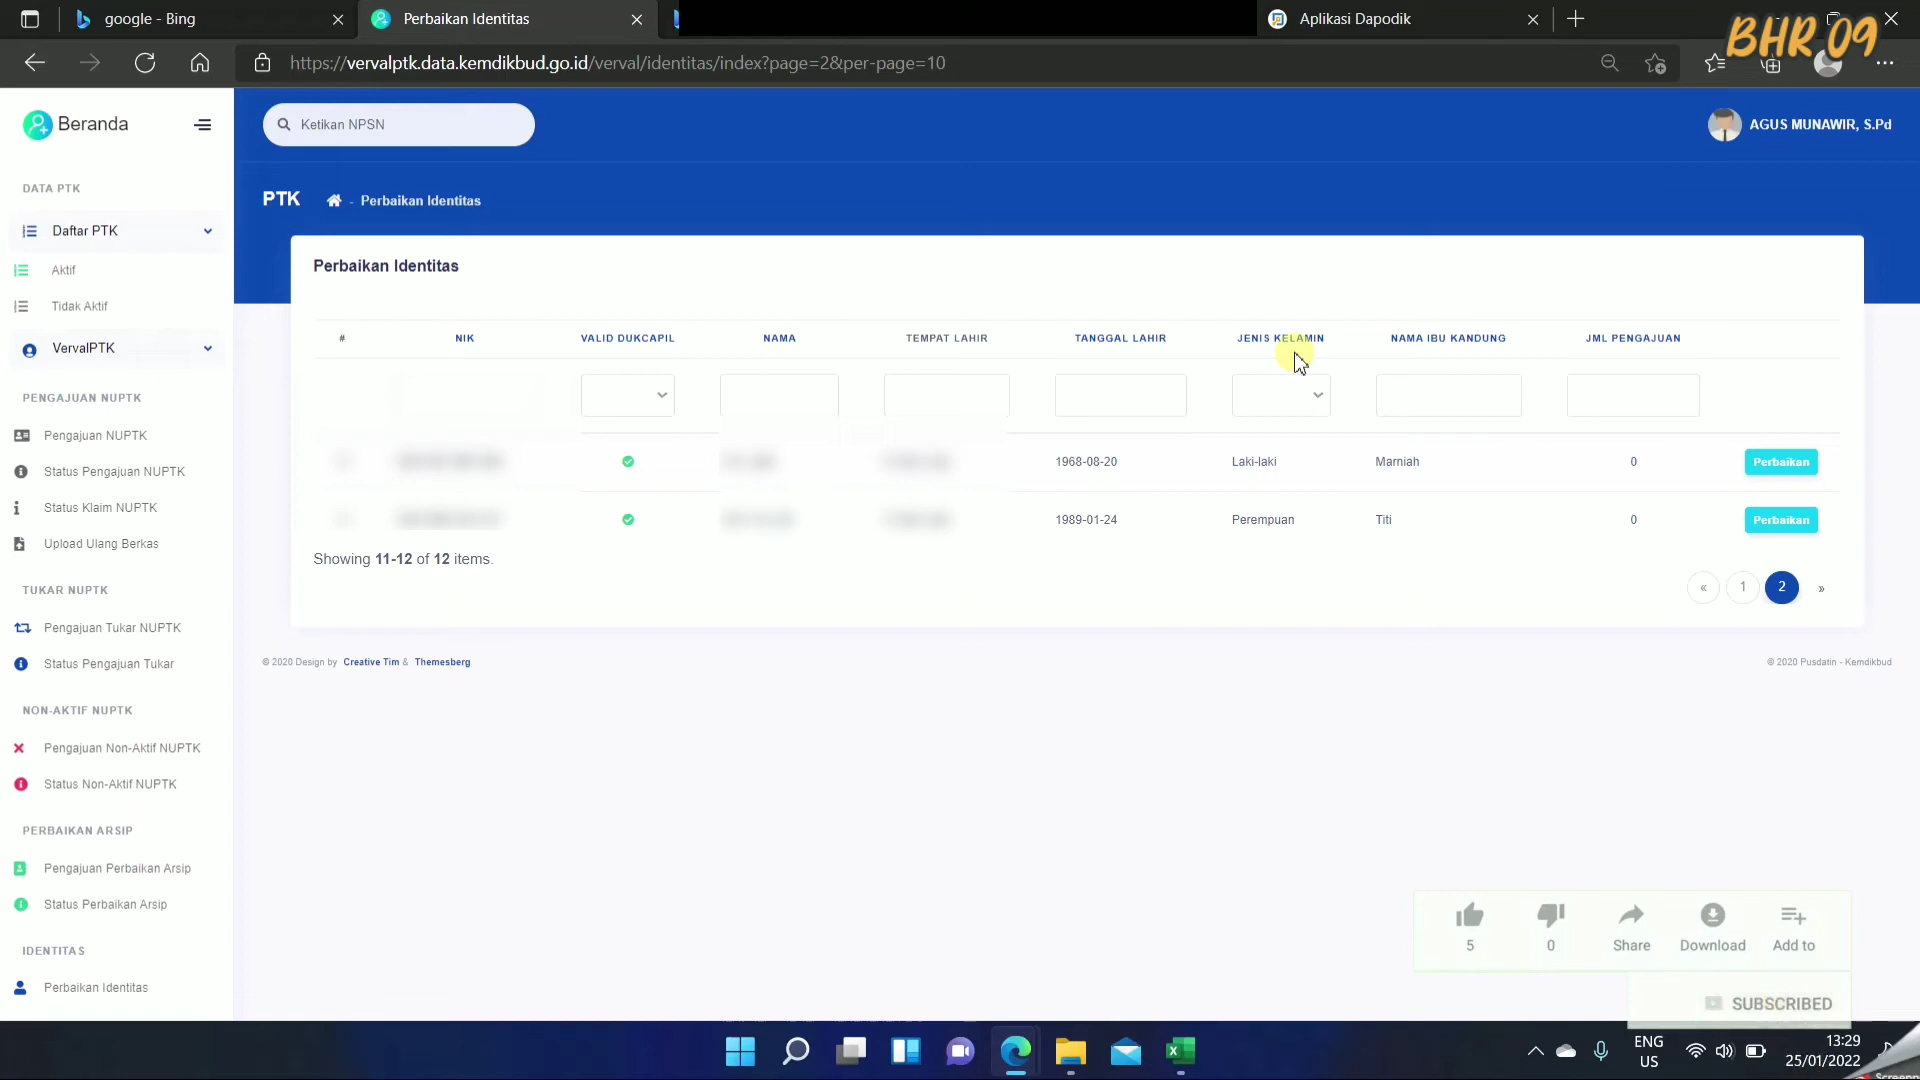 google - Bing
Perbaikan Identitas
Aplikasi Dapodik
BHR 09
https://vervalptk.data.kemdikbud.go.id/verval/identitas/index?page=2&per-page=10
Beranda
Ketikan NPSN
AGUS MUNAWIR, S.Pd
DATA PTK
Daftar PTK
Aktif
Tidak Aktif
VervalPTK
PENGAJUAN NUPTK
Pengajuan NUPTK
Status Pengajuan NUPTK
Status Klaim NUPTK
Upload Ulang Berkas
TUKAR NUPTK
Pengajuan Tukar NUPTK
Status Pengajuan Tukar
NON-AKTIF NUPTK
Pengajuan Non-Aktif NUPTK
Status Non-Aktif NUPTK
PERBAIKAN ARSIP
Pengajuan Perbaikan Arsip
Status Perbaikan Arsip
IDENTITAS
Perbaikan Identitas
PTK - Perbaikan Identitas
Perbaikan Identitas
# NIK VALID DUKCAPIL NAMA TEMPAT LAHIR TANGGAL LAHIR JENIS KELAMIN NAMA IBU KANDUNG JML PENGAJUAN
1968-08-20 Laki-laki Marniah 0 Perbaikan
1989-01-24 Perempuan Titi 0 Perbaikan
Showing 11-12 of 12 items.
« 1 2 »
© 2020 Design by Creative Tim & Themesberg
© 2020 Pusdatin - Kemdikbud
5 0 Share Download Add to
SUBSCRIBED
ENG
US
13:29
25/01/2022